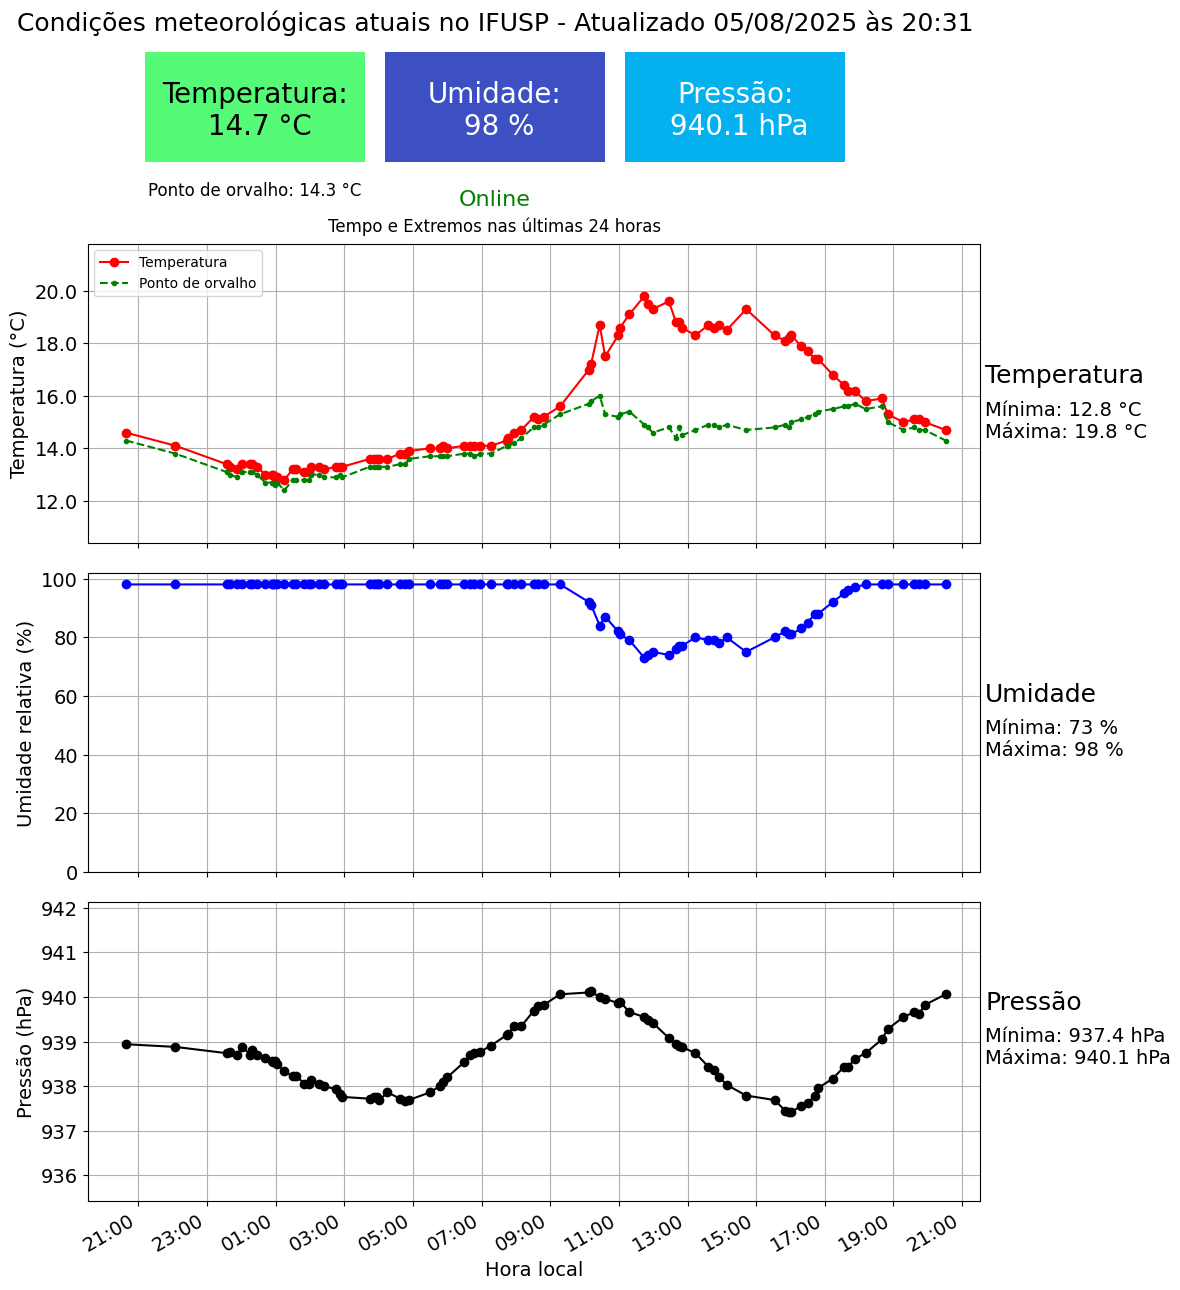 Condições meteorológicas atuais no IFUSP - Atualizado 05/08/2025 às 20:31
Temperatura:
14.7 °C
Umidade:
98 %
Pressão:
940.1 hPa
Ponto de orvalho: 14.3 °C
Online
Tempo e Extremos nas últimas 24 horas
Temperatura
Ponto de orvalho
Temperatura (°C)
20.0
18.0
16.0
14.0
12.0
Temperatura
Mínima: 12.8 °C
Máxima: 19.8 °C
Umidade relativa (%)
100
80
60
40
20
0
Umidade
Mínima: 73 %
Máxima: 98 %
Pressão (hPa)
942
941
940
939
938
937
936
Pressão
Mínima: 937.4 hPa
Máxima: 940.1 hPa
21:00
23:00
01:00
03:00
05:00
07:00
09:00
11:00
13:00
15:00
17:00
19:00
21:00
Hora local